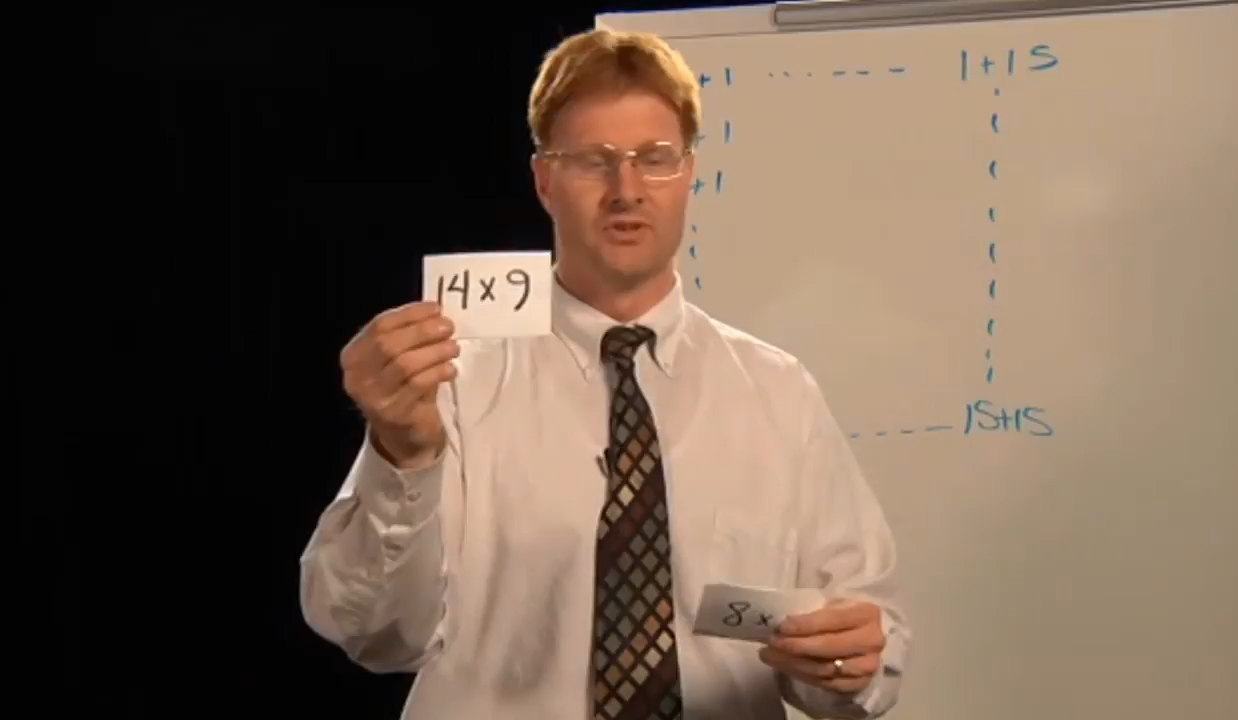 +1 ... --- 1+15
+1
+1
14 x 9
--- 15+15
8 x